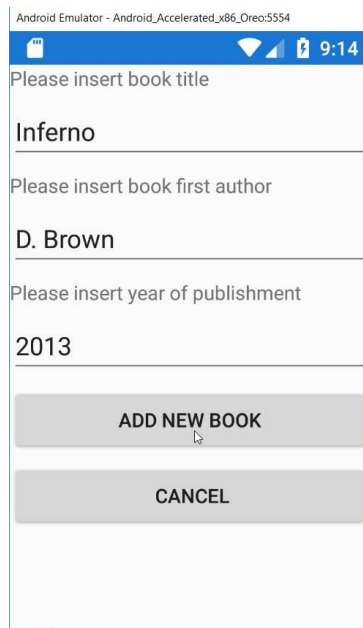 Android Emulator - Android_Accelerated_x86_Oreo:5554
9:14
Please insert book title
Inferno
Please insert book first author
D. Brown
Please insert year of publishment
2013
ADD NEW BOOK
CANCEL